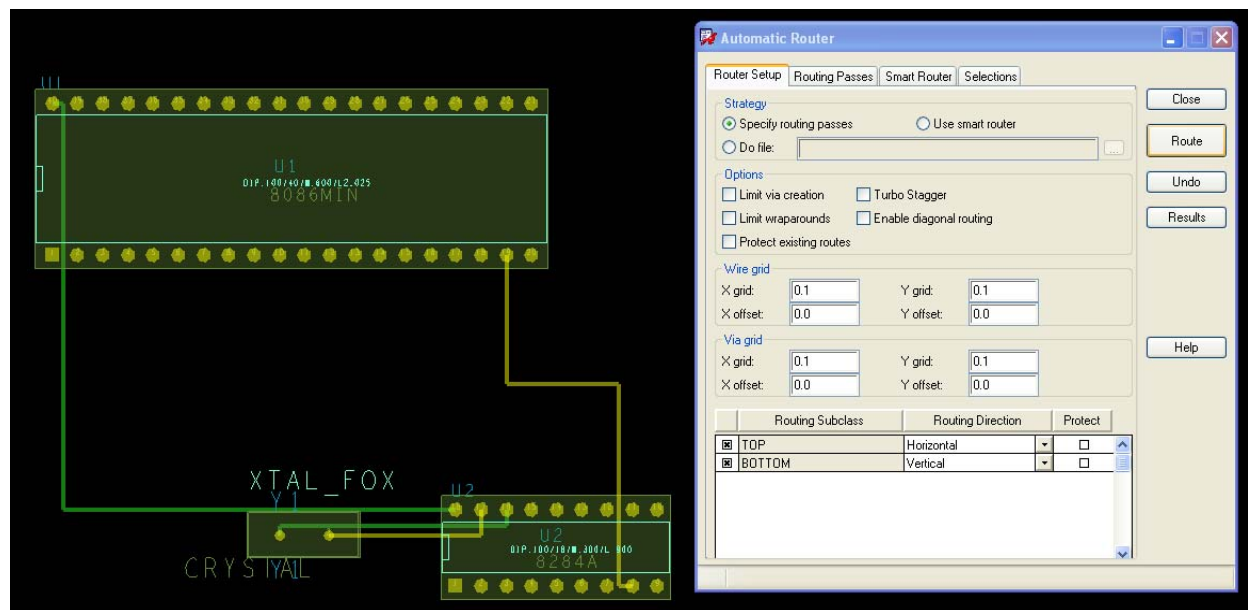 U1
U1
DIP.100/40/W.600/L2.025
8086MIN
XTAL_FOX
Y1
Y1
CRYSTAL
U2
U2
DIP.100/18/W.300/L.900
8284A
Automatic Router
Router Setup Routing Passes Smart Router Selections
Strategy
Specify routing passes Use smart router
Do file: ...
Options
Limit via creation Turbo Stagger
Limit wraparounds Enable diagonal routing
Protect existing routes
Wire grid
X grid: 0.1 Y grid: 0.1
X offset: 0.0 Y offset: 0.0
Via grid
X grid: 0.1 Y grid: 0.1
X offset: 0.0 Y offset: 0.0
Routing Subclass Routing Direction Protect
TOP Horizontal
BOTTOM Vertical
Close
Route
Undo
Results
Help